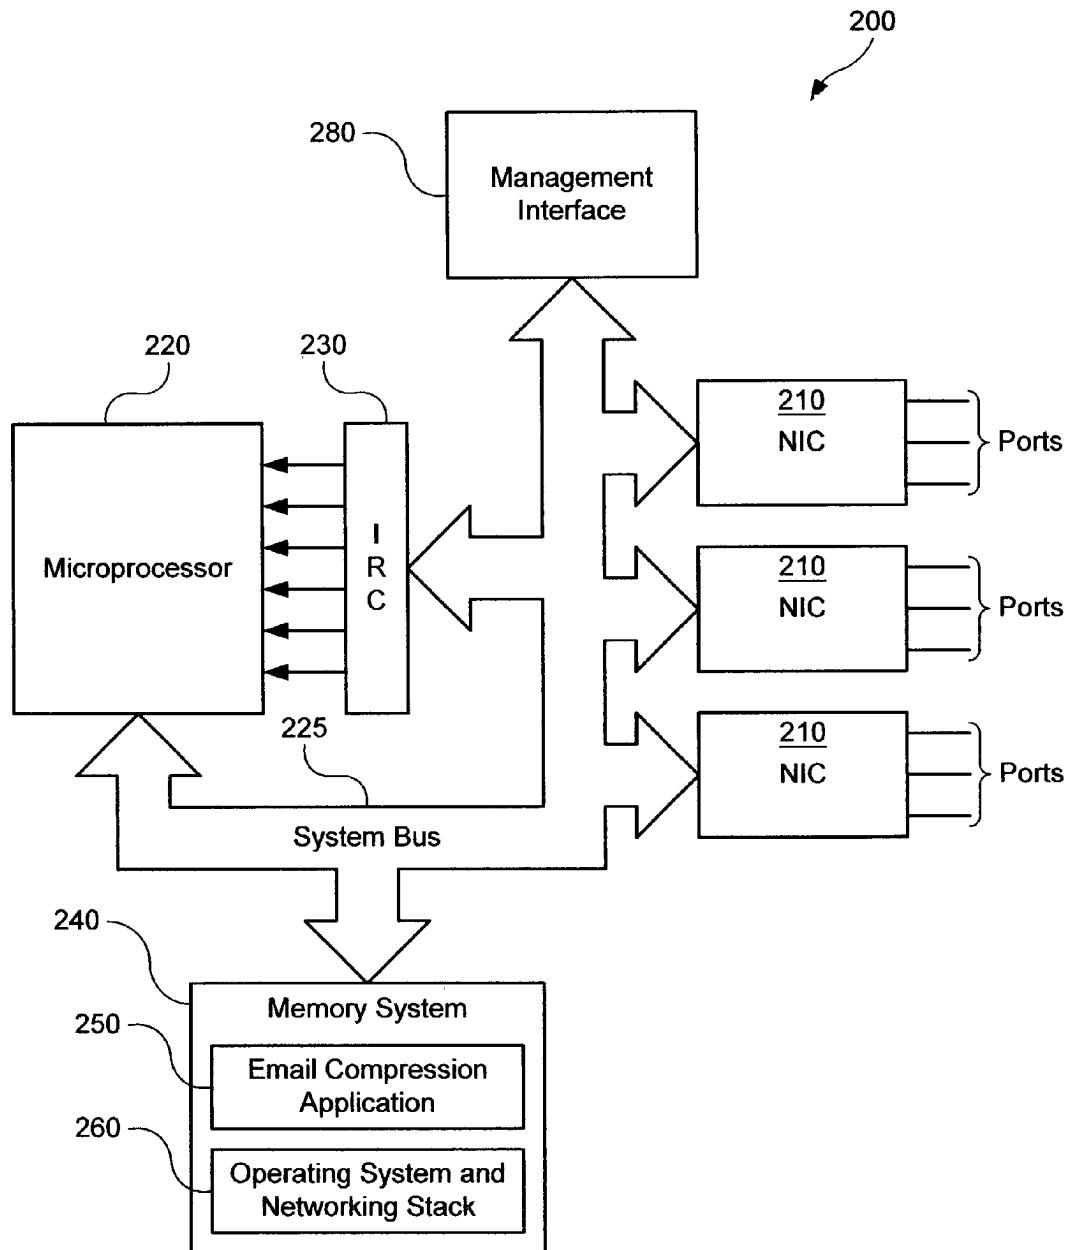 200
280
Management
Interface
220
230
210
NIC
Ports
Microprocessor
I
R
C
210
NIC
Ports
225
210
NIC
Ports
System Bus
240
Memory System
250
Email Compression
Application
260
Operating System and
Networking Stack